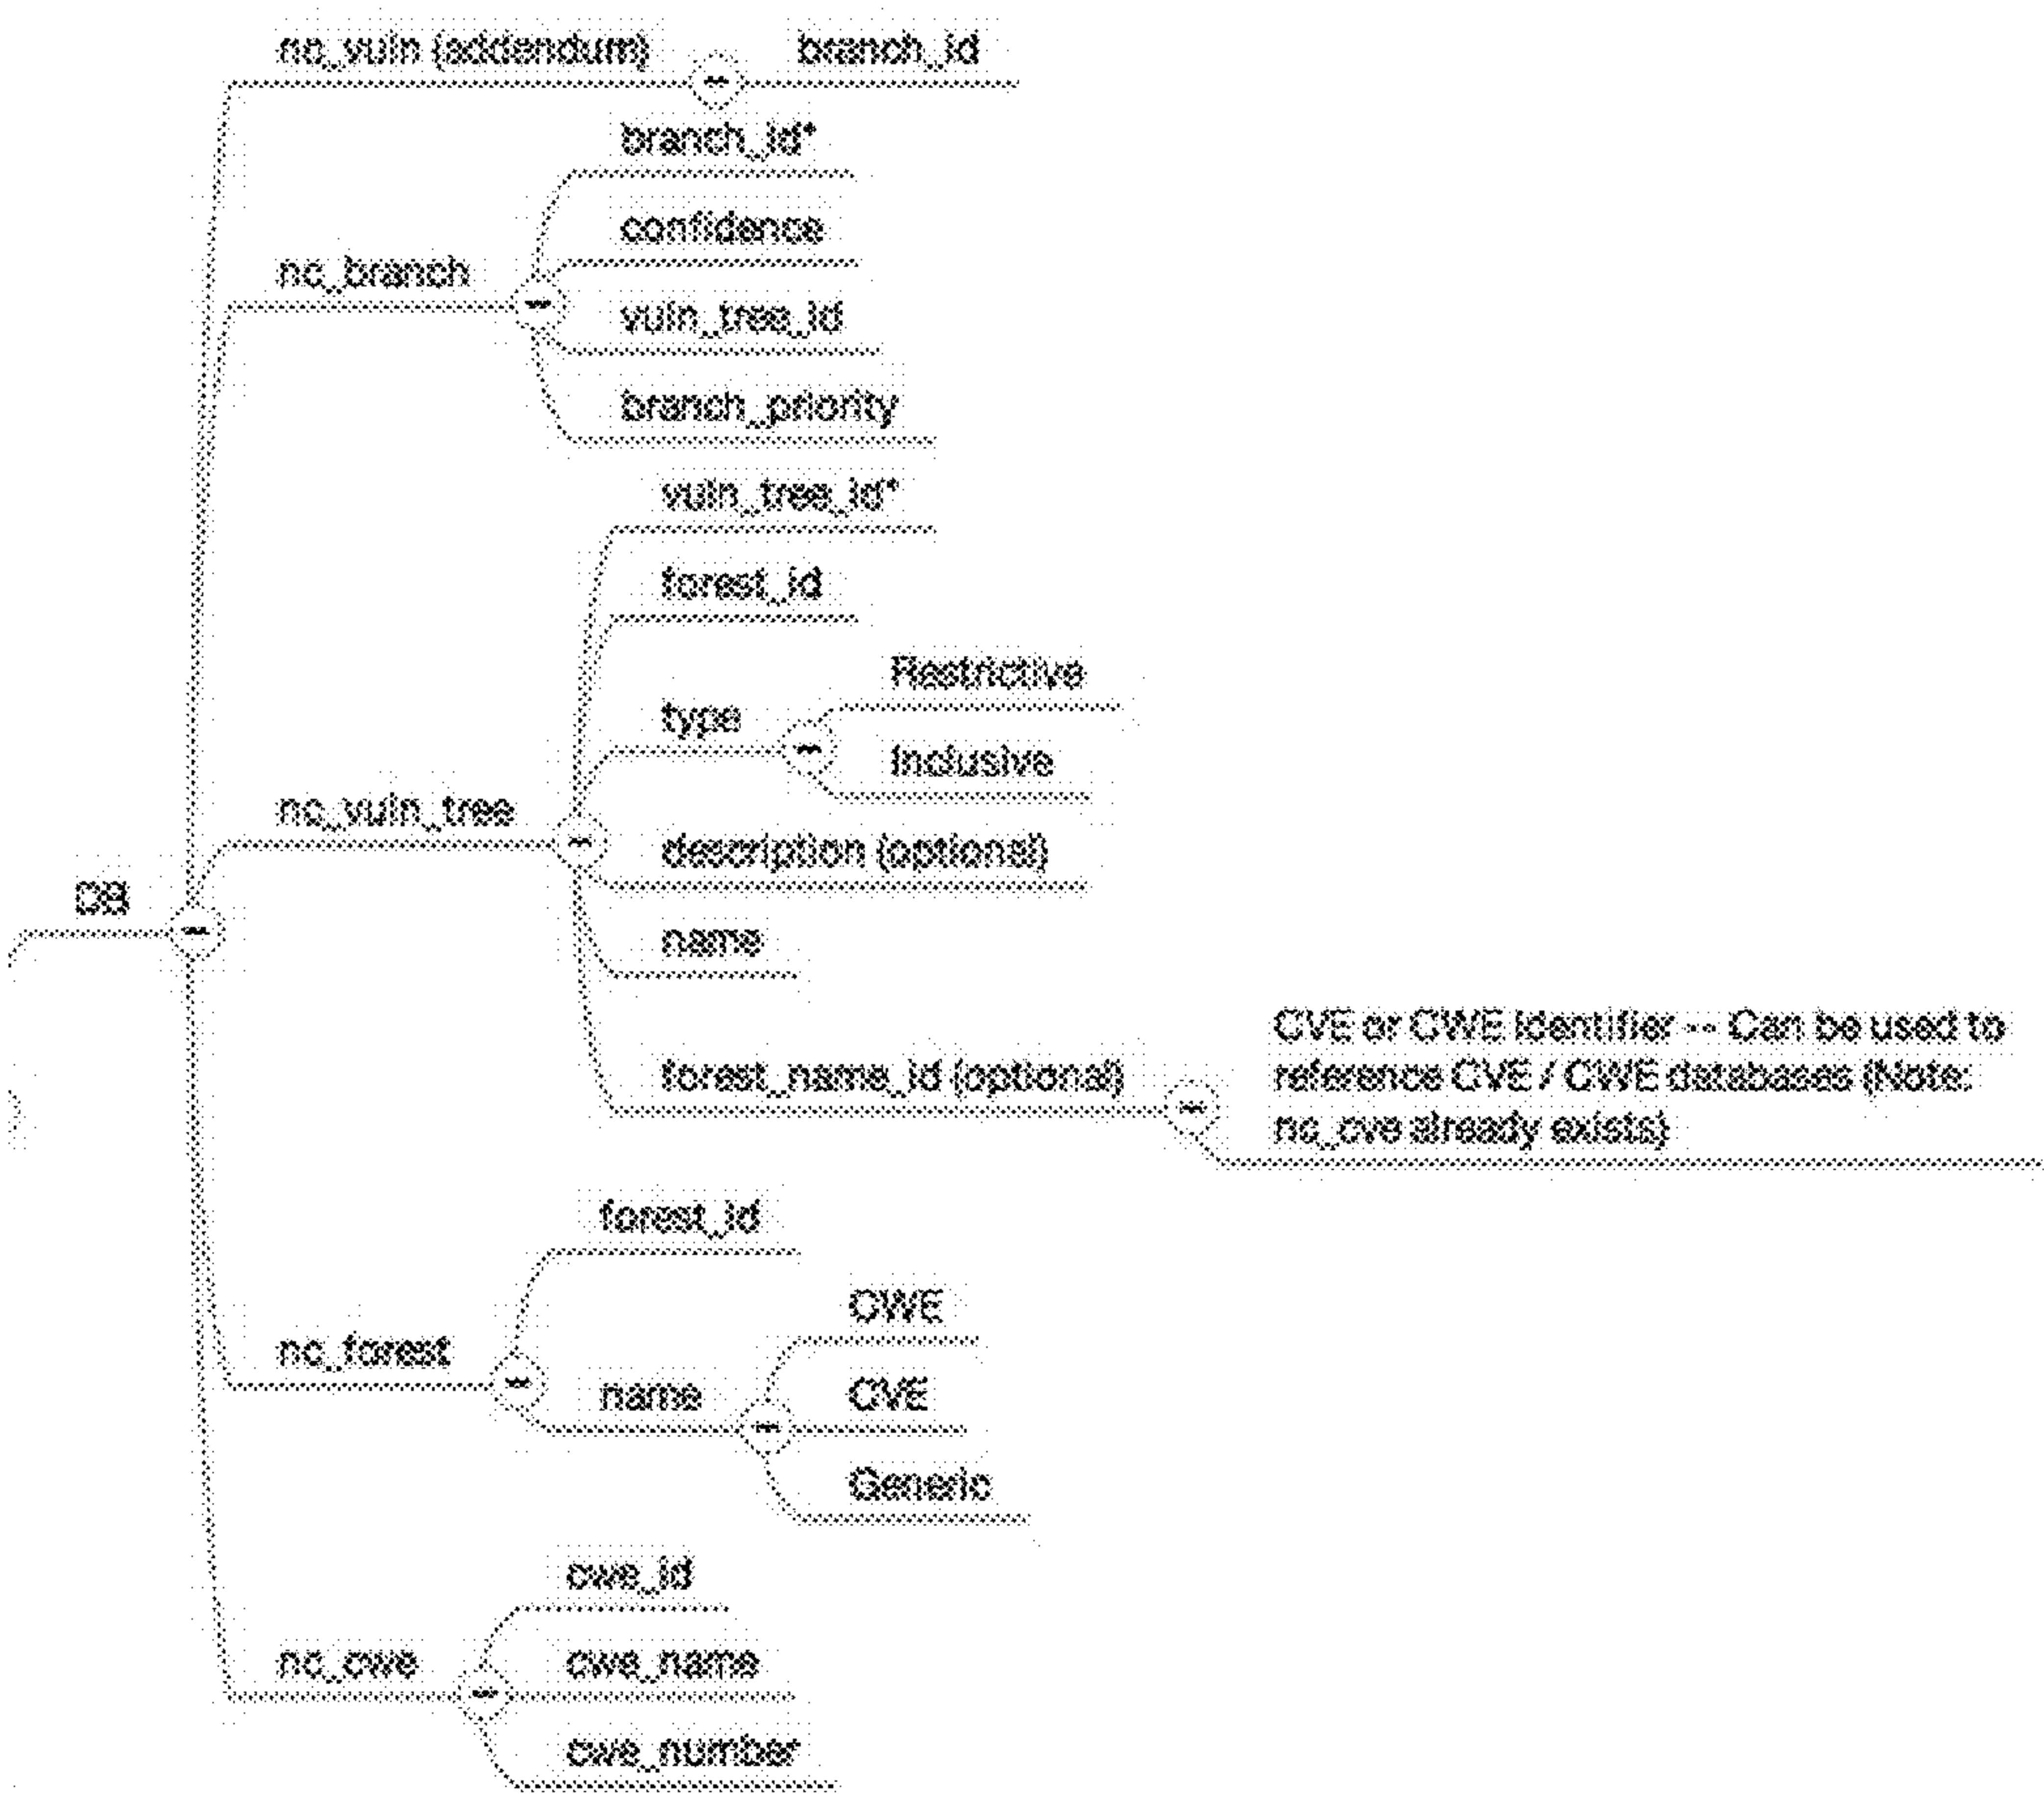 nc_vuln (addendum)
branch_id
branch_id*
confidence
nc_branch
vuln_tree_id
branch_priority
vuln_tree_id*
forest_id
Restrictive
type
Inclusive
nc_vuln_tree
description (optional)
DB
name
CVE or CWE Identifier -- Can be used to
forest_name_id (optional)
reference CVE / CWE databases (Note:
nc_cve already exists)
forest_id
CWE
nc_forest
name
CVE
Generic
cwe_id
nc_cwe
cwe_name
cwe_number